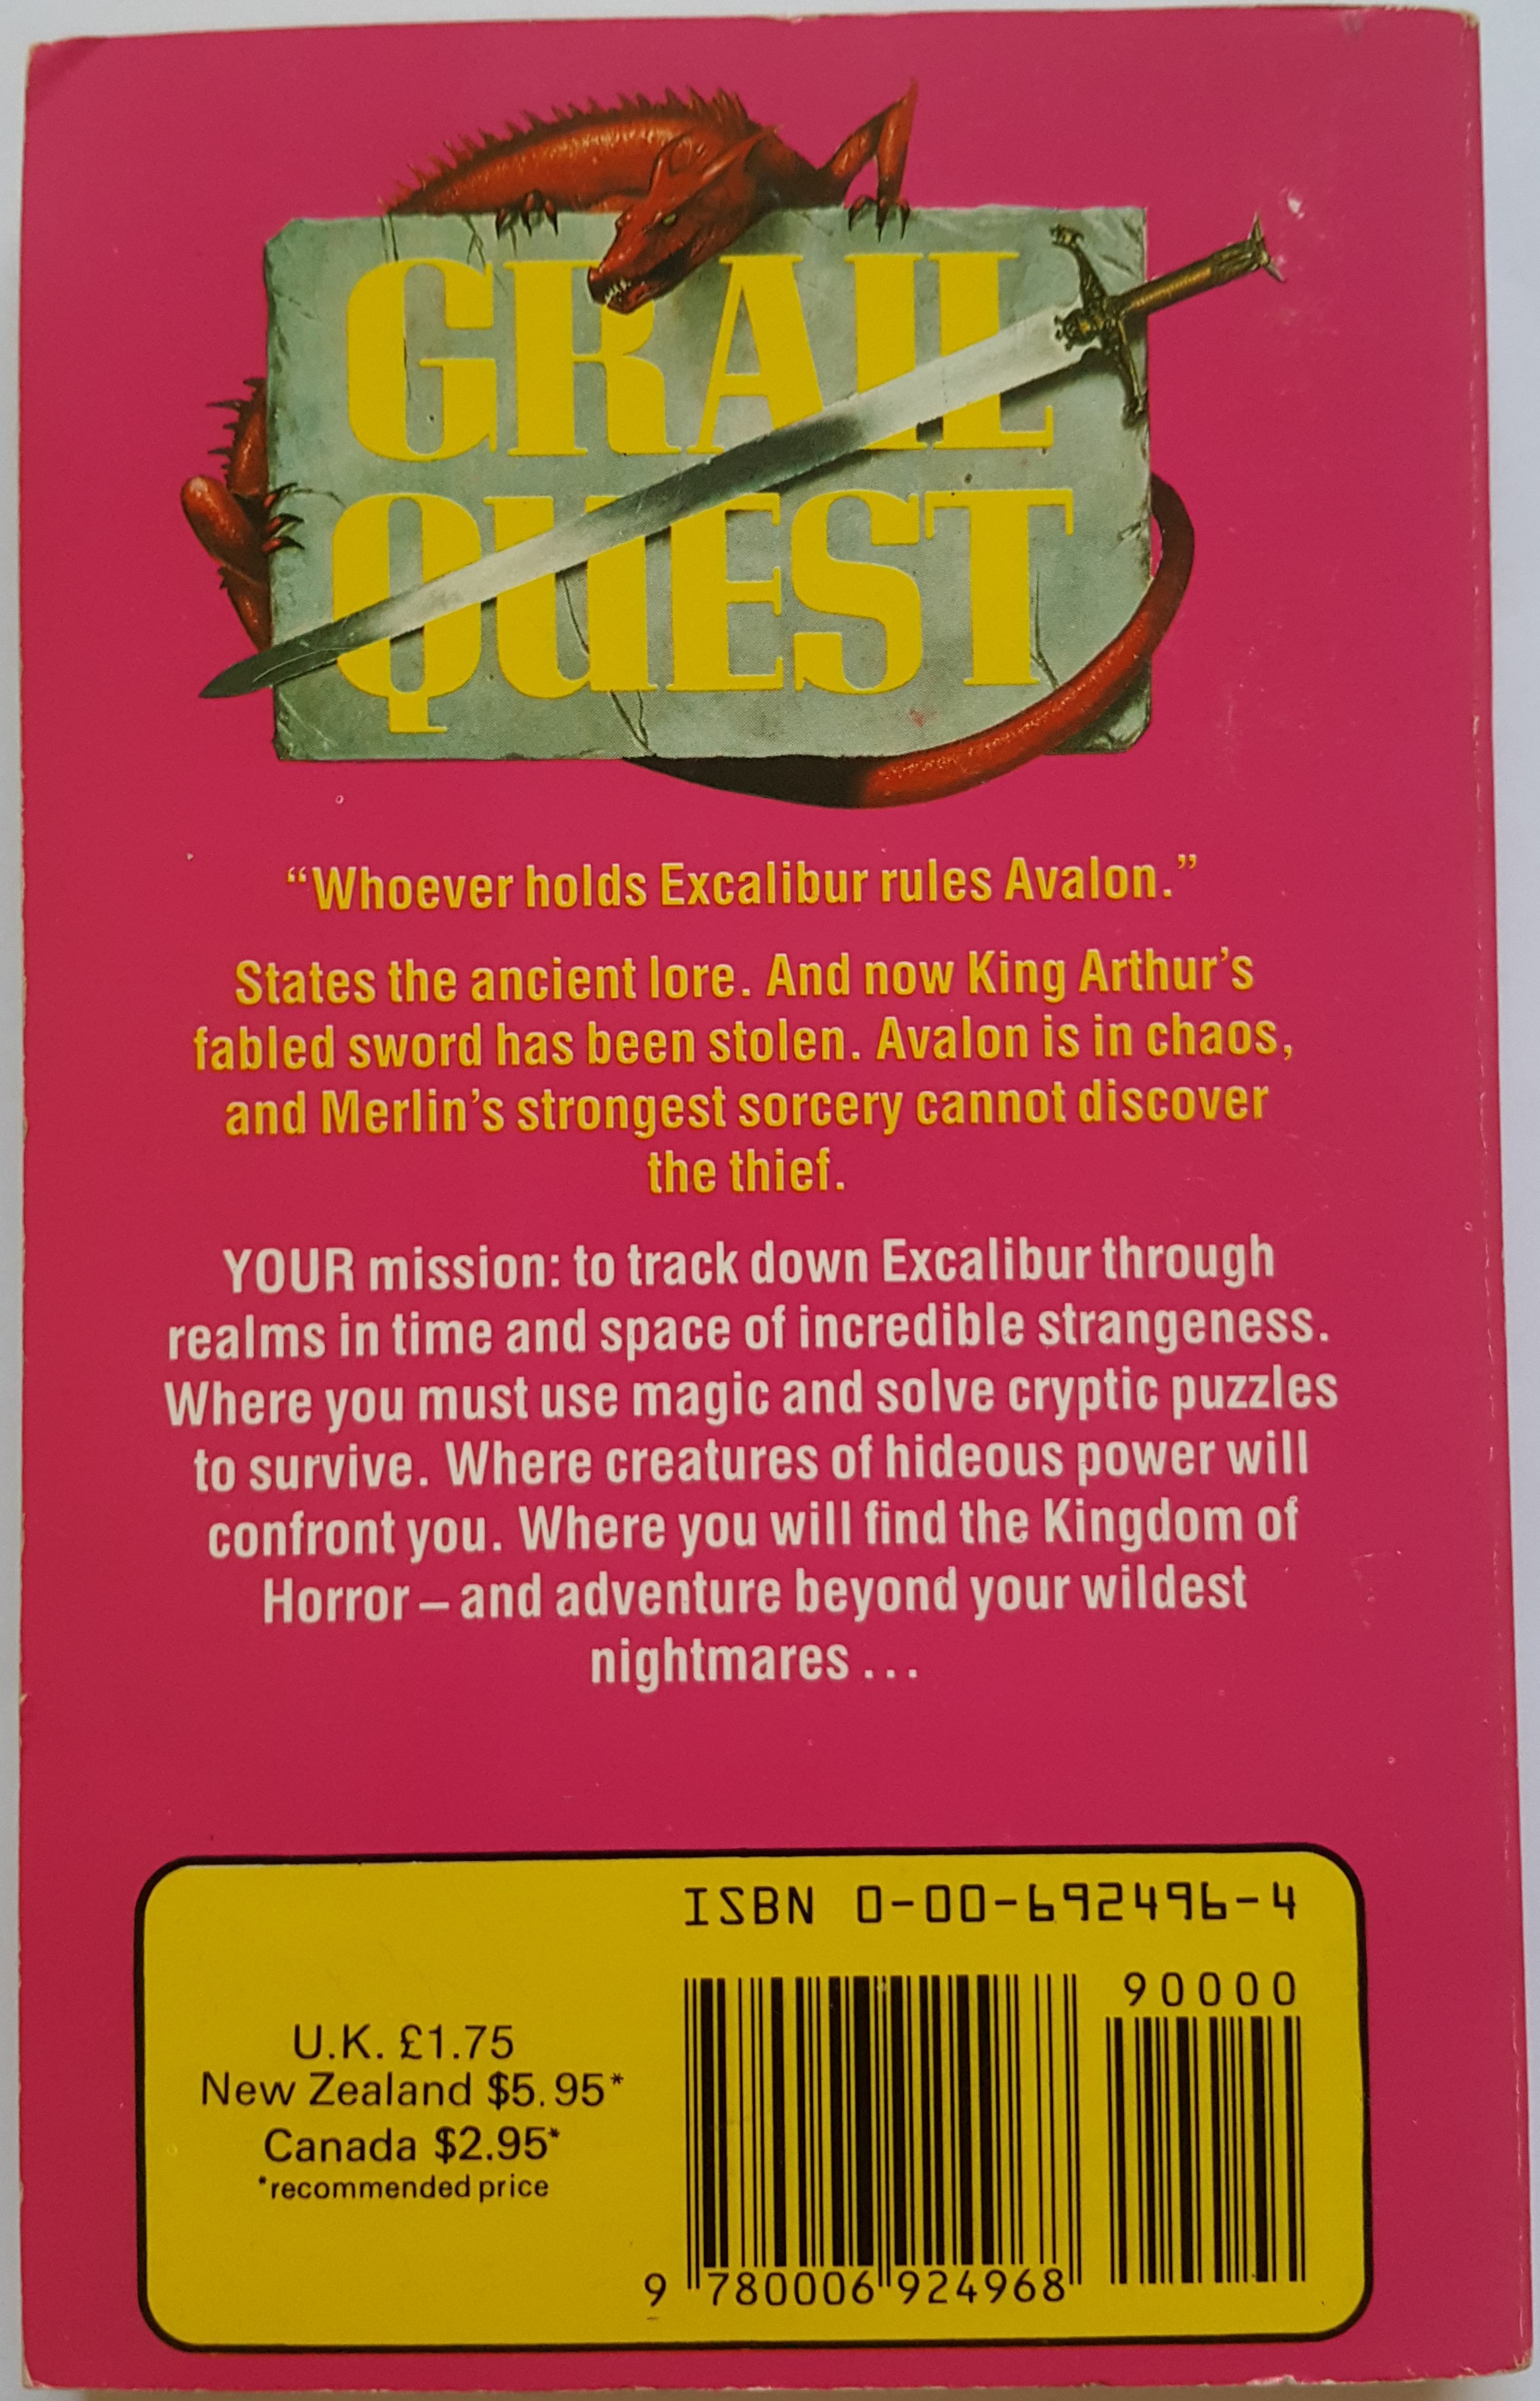 GRAIL
QUEST
“Whoever holds Excalibur rules Avalon.”
States the ancient lore. And now King Arthur’s
fabled sword has been stolen. Avalon is in chaos,
and Merlin’s strongest sorcery cannot discover
the thief.
YOUR mission: to track down Excalibur through
realms in time and space of incredible strangeness.
Where you must use magic and solve cryptic puzzles
to survive. Where creatures of hideous power will
confront you. Where you will find the Kingdom of
Horror – and adventure beyond your wildest
nightmares ...
ISBN 0-00-692496-4
90000
U.K. £1.75
New Zealand $5.95*
Canada $2.95*
*recommended price
9 780006 924968